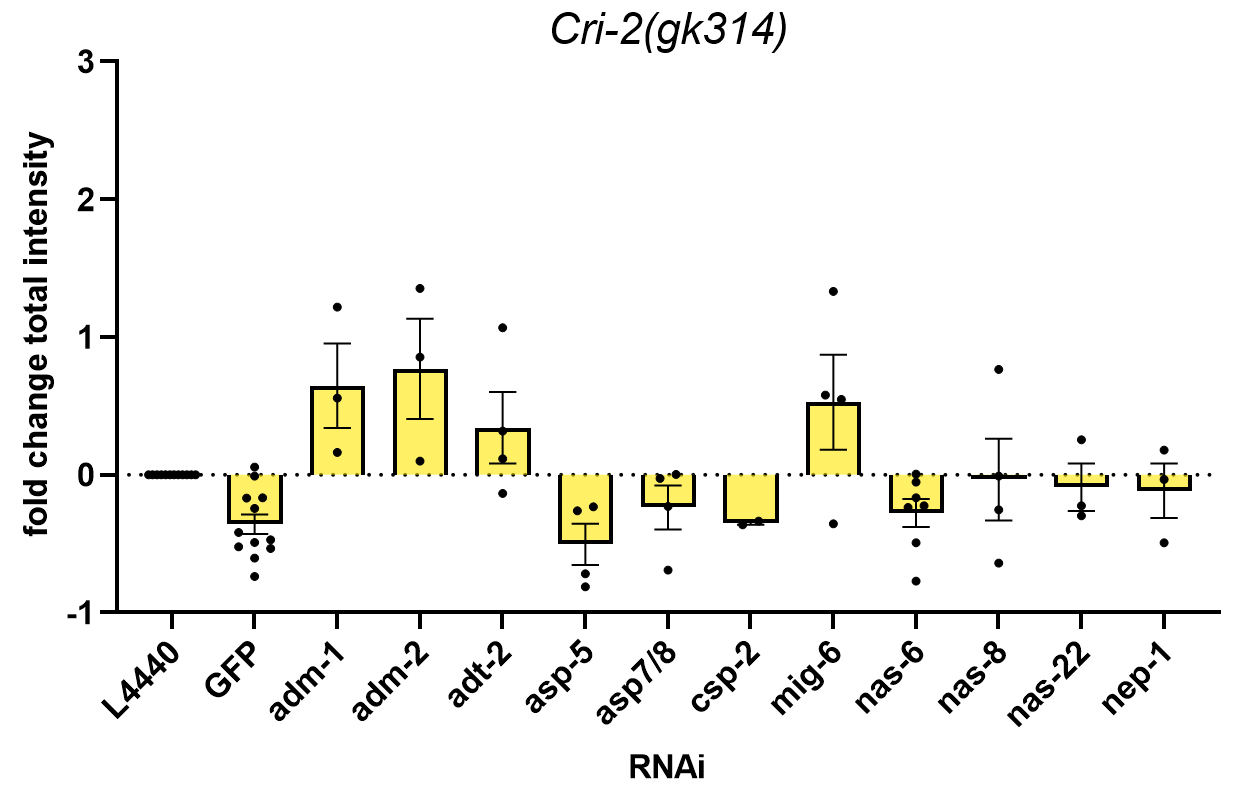 Cri-2(gk314)
fold change total intensity
3
2
1
0
-1
L4440
GFP
adm-1
adm-2
adt-2
asp-5
asp7/8
csp-2
mig-6
nas-6
nas-8
nas-22
nep-1
RNAi